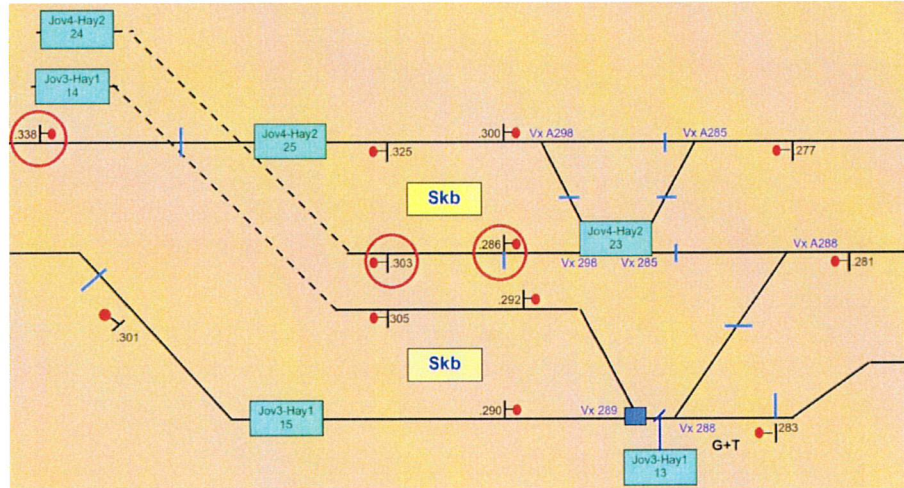 Jov4-Hay2
24
Jov3-Hay1
14
.338
Jov4-Hay2
25
.325
.300
Vx A298
Vx A285
.277
Skb
.303
.286
Jov4-Hay2
23
Vx 298
Vx 285
Vx A288
.281
.292
.305
.301
Skb
Jov3-Hay1
15
.290
Vx 289
Vx 288
G+T
.283
Jov3-Hay1
13